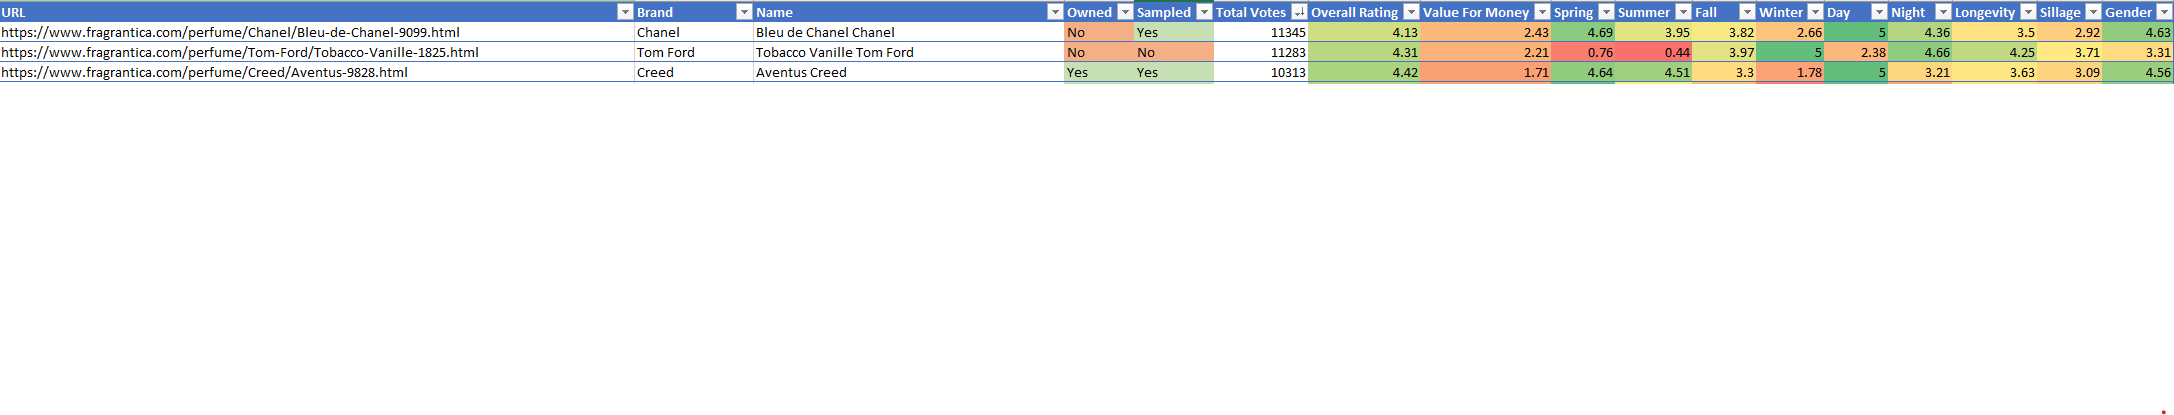 URL Brand Name Owned Sampled Total Votes Overall Rating Value For Money Spring Summer Fall Winter Day Night Longevity Sillage Gender
https://www.fragrantica.com/perfume/Chanel/Bleu-de-Chanel-9099.html Chanel Bleu de Chanel Chanel No Yes 11345 4.13 2.43 4.69 3.95 3.82 2.66 5 4.36 3.5 2.92 4.63
https://www.fragrantica.com/perfume/Tom-Ford/Tobacco-Vanille-1825.html Tom Ford Tobacco Vanille Tom Ford No No 11283 4.31 2.21 0.76 0.44 3.97 5 2.38 4.66 4.25 3.71 3.31
https://www.fragrantica.com/perfume/Creed/Aventus-9828.html Creed Aventus Creed Yes Yes 10313 4.42 1.71 4.64 4.51 3.3 1.78 5 3.21 3.63 3.09 4.56